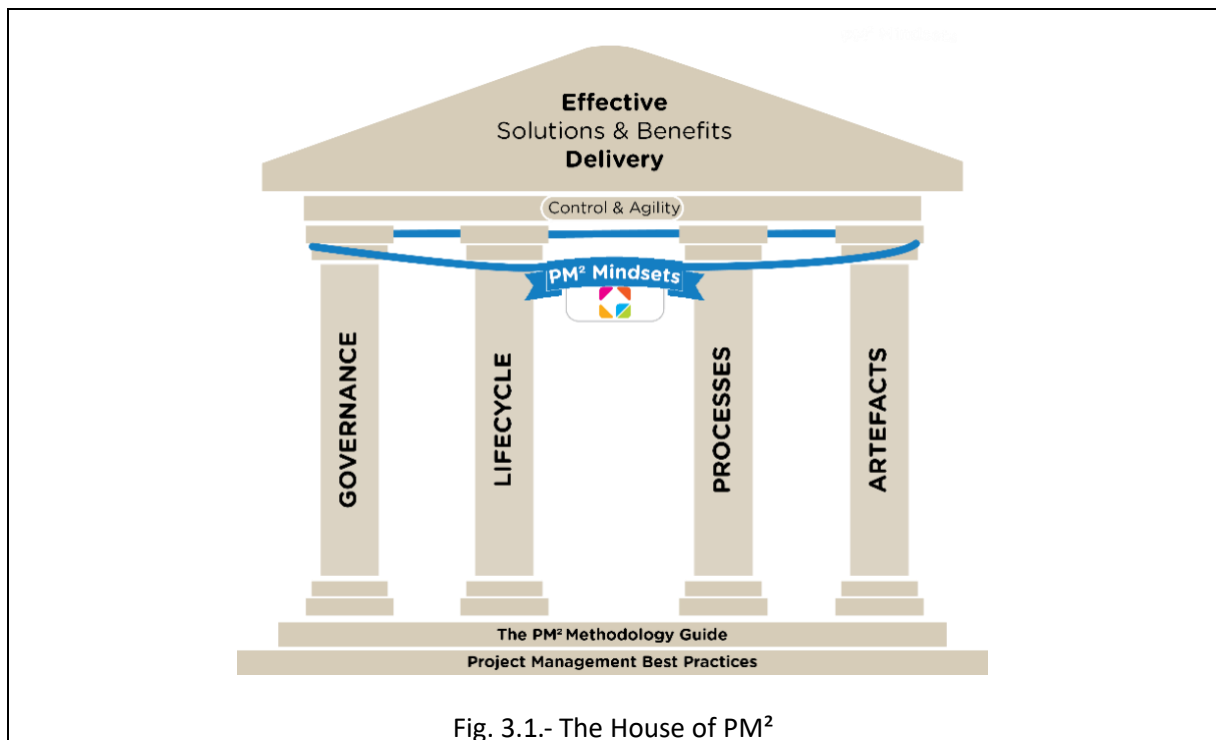 Effective
Solutions & Benefits
Delivery
Control & Agility
PM² Mindsets
GOVERNANCE
LIFECYCLE
PROCESSES
ARTEFACTS
The PM² Methodology Guide
Project Management Best Practices
Fig. 3.1.- The House of PM²